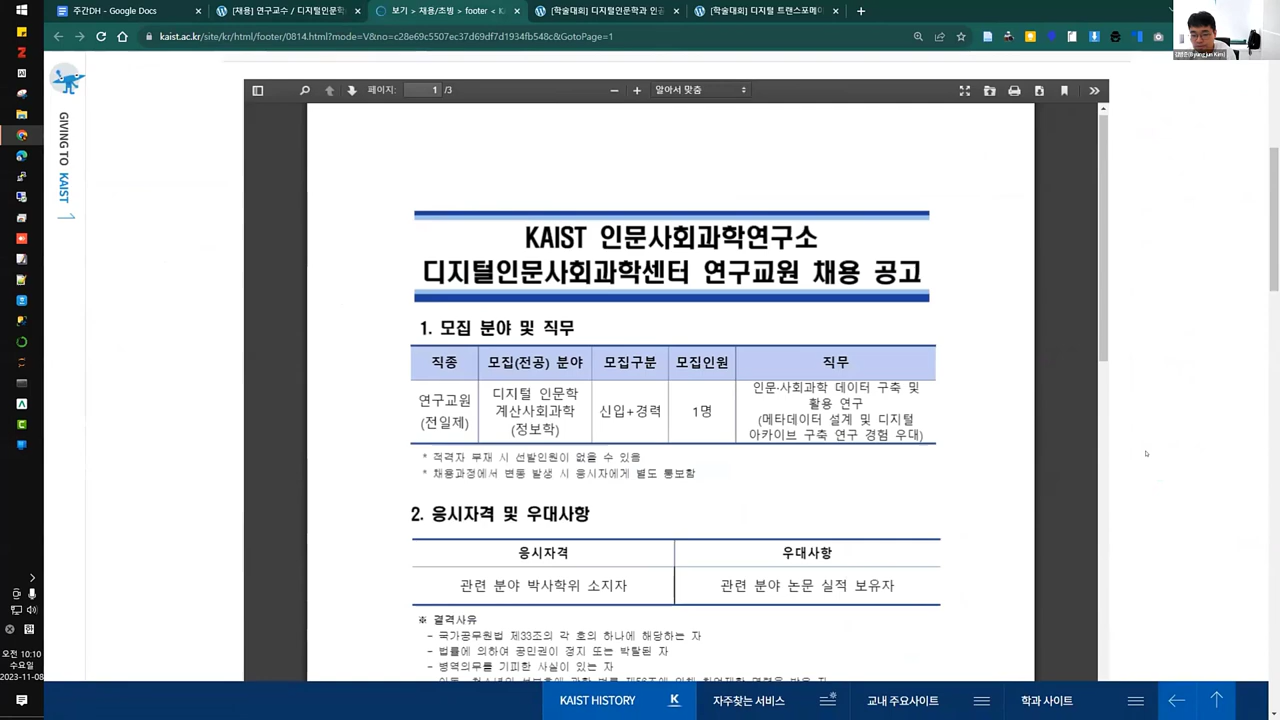 주간DH - Google Docs
[채용] 연구교수 / 디지털인문학
보기 > 채용/초빙 > footer < K
[학술대회] 디지털인문학과 인공
[학술대회] 디지털 트랜스포메이
kaist.ac.kr/site/kr/html/footer/0814.html?mode=V&no=c28e69c5507ec37d69df7d1934fb548c&GotoPage=1
GIVING TO KAIST
페이지:
1 /3
알아서 맞춤
KAIST 인문사회과학연구소
디지털인문사회과학센터 연구교원 채용 공고
1. 모집 분야 및 직무
직종 모집(전공) 분야 모집구분 모집인원 직무
연구교원
(전일제)
디지털 인문학
계산사회과학
(정보학)
신입+경력
1명
인문·사회과학 데이터 구축 및
활용 연구
(메타데이터 설계 및 디지털
아카이브 구축 연구 경험 우대)
* 적격자 부재 시 선발인원이 없을 수 있음
* 채용과정에서 변동 발생 시 응시자에게 별도 통보함
2. 응시자격 및 우대사항
응시자격 우대사항
관련 분야 박사학위 소지자 관련 분야 논문 실적 보유자
※ 결격사유
- 국가공무원법 제33조의 각 호의 하나에 해당하는 자
- 법률에 의하여 공민권이 정지 또는 박탈된 자
- 병역의무를 기피한 사실이 있는 자
오전 10:10
수요일
2023-11-08
KAIST HISTORY
자주찾는 서비스
교내 주요사이트
학과 사이트